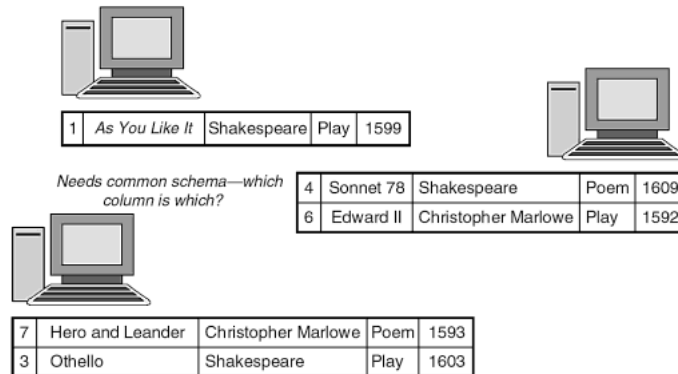 1 As You Like It Shakespeare Play 1599
Needs common schema—which
column is which?
4 Sonnet 78 Shakespeare Poem 1609
6 Edward II Christopher Marlowe Play 1592
7 Hero and Leander Christopher Marlowe Poem 1593
3 Othello Shakespeare Play 1603